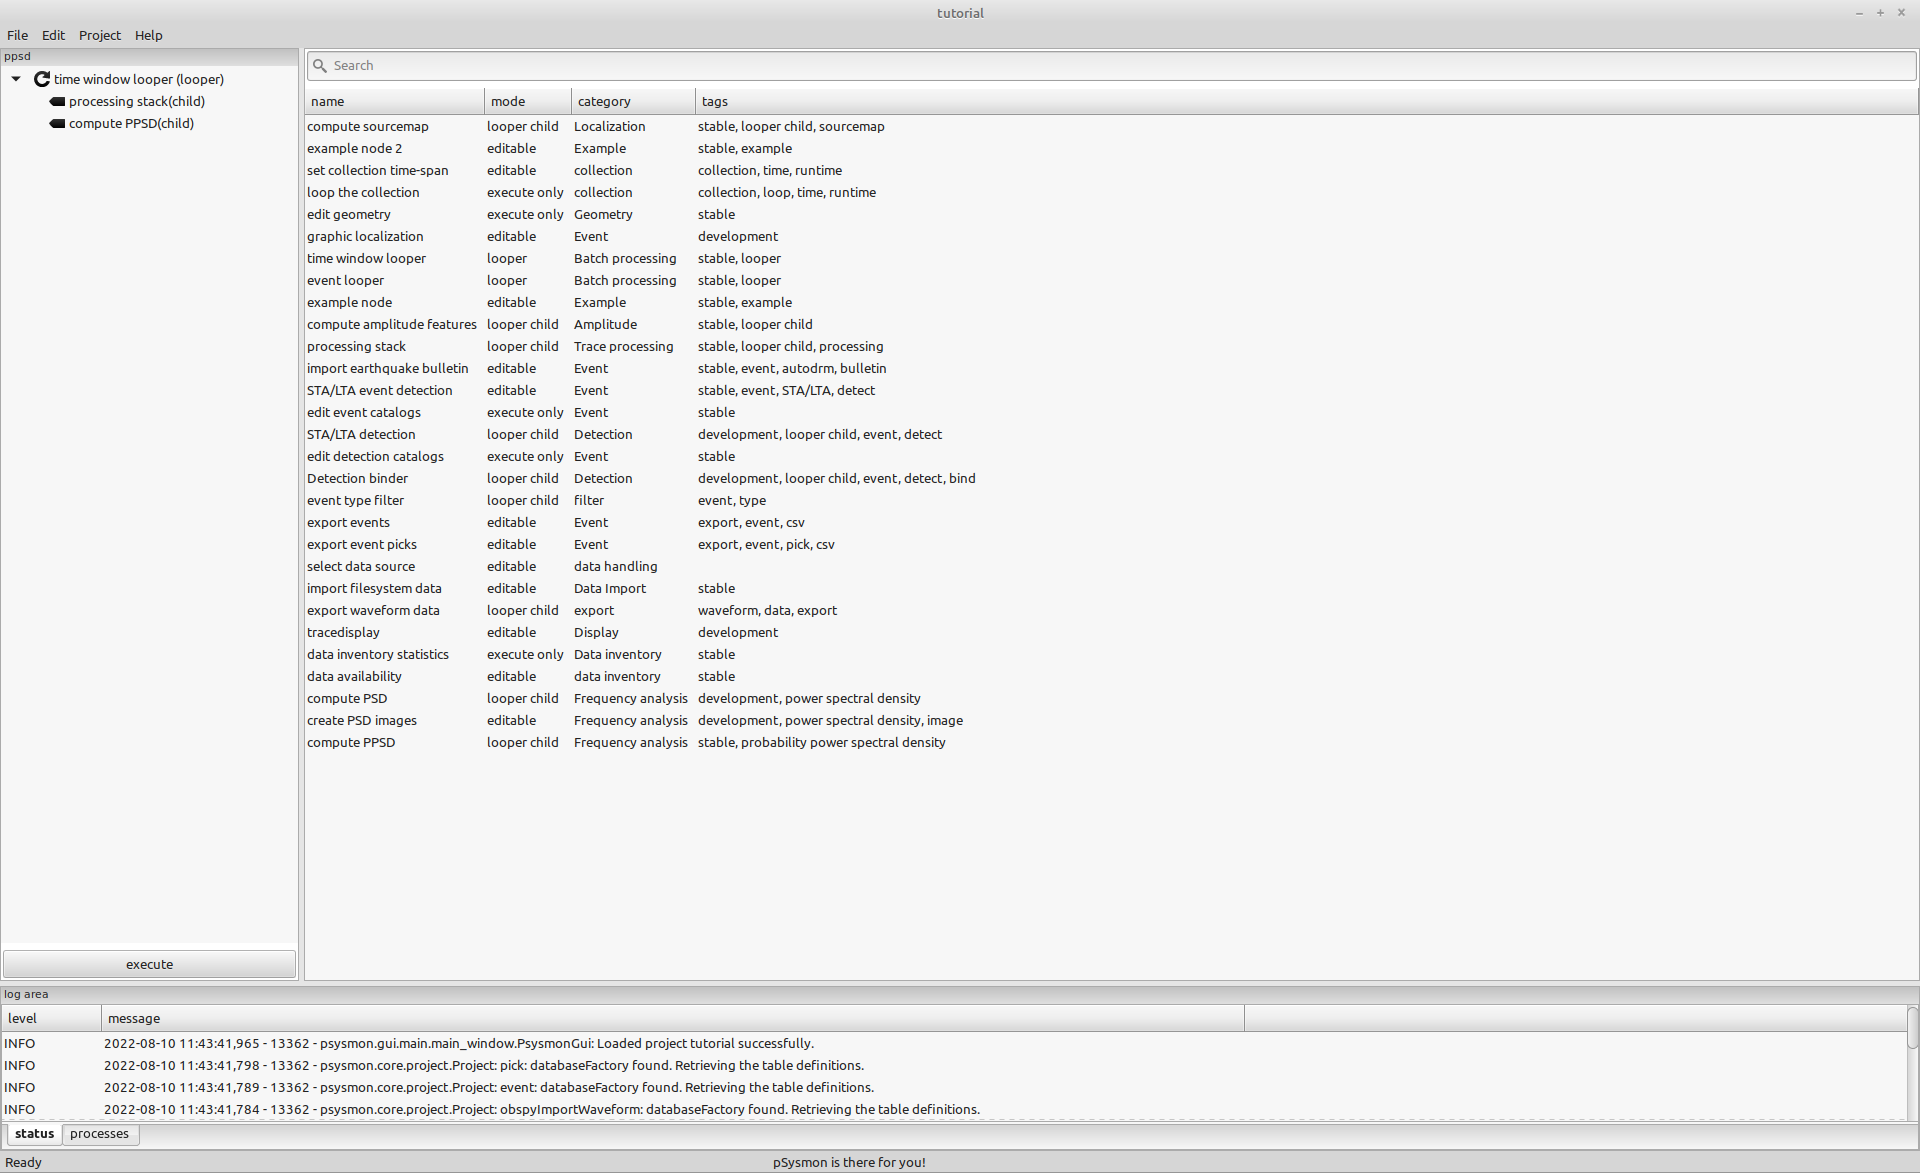 tutorial
File Edit Project Help
ppsd
time window looper (looper)
processing stack(child)
compute PPSD(child)
execute
Search
name mode category tags
compute sourcemap looper child Localization stable, looper child, sourcemap
example node 2 editable Example stable, example
set collection time-span editable collection collection, time, runtime
loop the collection execute only collection collection, loop, time, runtime
edit geometry execute only Geometry stable
graphic localization editable Event development
time window looper looper Batch processing stable, looper
event looper looper Batch processing stable, looper
example node editable Example stable, example
compute amplitude features looper child Amplitude stable, looper child
processing stack looper child Trace processing stable, looper child, processing
import earthquake bulletin editable Event stable, event, autodrm, bulletin
STA/LTA event detection editable Event stable, event, STA/LTA, detect
edit event catalogs execute only Event stable
STA/LTA detection looper child Detection development, looper child, event, detect
edit detection catalogs execute only Event stable
Detection binder looper child Detection development, looper child, event, detect, bind
event type filter looper child filter event, type
export events editable Event export, event, csv
export event picks editable Event export, event, pick, csv
select data source editable data handling
import filesystem data editable Data Import stable
export waveform data looper child export waveform, data, export
tracedisplay editable Display development
data inventory statistics execute only Data inventory stable
data availability editable data inventory stable
compute PSD looper child Frequency analysis development, power spectral density
create PSD images editable Frequency analysis development, power spectral density, image
compute PPSD looper child Frequency analysis stable, probability power spectral density
log area
level message
INFO 2022-08-10 11:43:41,965 - 13362 - psysmon.gui.main.main_window.PsysmonGui: Loaded project tutorial successfully.
INFO 2022-08-10 11:43:41,798 - 13362 - psysmon.core.project.Project: pick: databaseFactory found. Retrieving the table definitions.
INFO 2022-08-10 11:43:41,789 - 13362 - psysmon.core.project.Project: event: databaseFactory found. Retrieving the table definitions.
INFO 2022-08-10 11:43:41,784 - 13362 - psysmon.core.project.Project: obspyImportWaveform: databaseFactory found. Retrieving the table definitions.
status processes
Ready pSysmon is there for you!